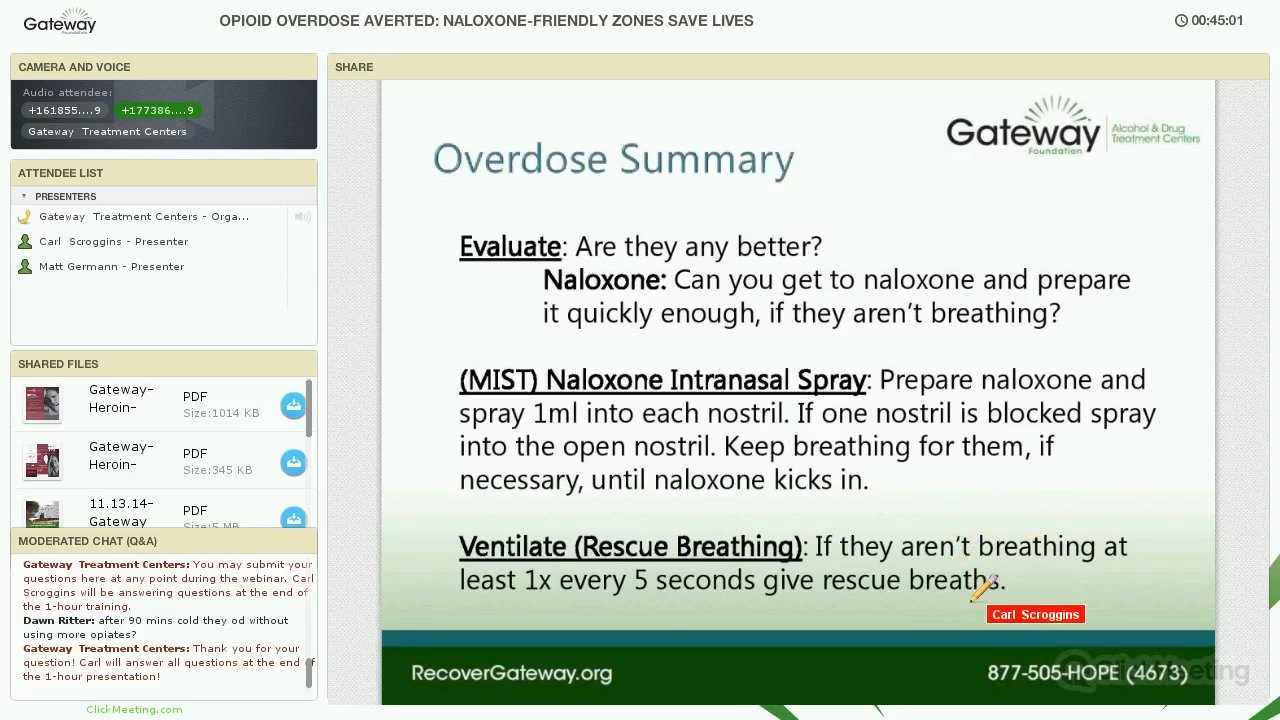 Gateway
Foundation
OPIOID OVERDOSE AVERTED: NALOXONE-FRIENDLY ZONES SAVE LIVES
00:45:01
CAMERA AND VOICE
Audio attendee:
+161855....9 +177386....9
Gateway Treatment Centers
ATTENDEE LIST
PRESENTERS
Gateway Treatment Centers - Orga...
Carl Scroggins - Presenter
Matt Germann - Presenter
SHARED FILES
Gateway-
Heroin-
PDF
Size:1014 KB
Gateway-
Heroin-
PDF
Size:345 KB
11.13.14-
Gateway
PDF
Size:5 MB
MODERATED CHAT (Q&A)
Gateway Treatment Centers: You may submit your
questions here at any point during the webinar. Carl
Scroggins will be answering questions at the end of
the 1-hour training.
Dawn Ritter: after 90 mins cold they od without
using more opiates?
Gateway Treatment Centers: Thank you for your
question. Carl will answer all questions at the end of
the 1-hour presentation!
ClickMeeting.com
SHARE
Gateway
Foundation
Alcohol & Drug
Treatment Centers
Overdose Summary
Evaluate: Are they any better?
Naloxone: Can you get to naloxone and prepare
it quickly enough, if they aren’t breathing?
(MIST) Naloxone Intranasal Spray: Prepare naloxone and
spray 1ml into each nostril. If one nostril is blocked spray
into the open nostril. Keep breathing for them, if
necessary, until naloxone kicks in.
Ventilate (Rescue Breathing): If they aren’t breathing at
least 1x every 5 seconds give rescue breaths.
Carl Scroggins
RecoverGateway.org
877-505-HOPE (4673)